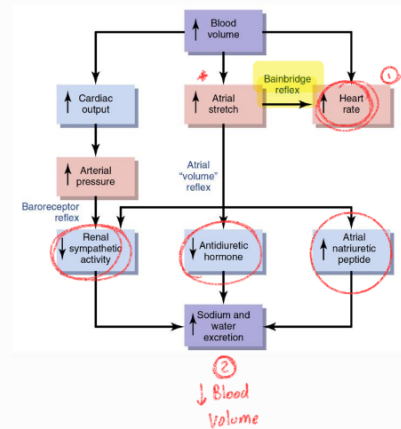 ↑ Blood
volume
↑ Cardiac
output
*
↑ Atrial
stretch
Bainbridge
reflex
①
↑ Heart
rate
↑ Arterial
pressure
Atrial
"volume"
reflex
Baroreceptor
reflex
↓ Renal
sympathetic
activity
↓ Antidiuretic
hormone
↑ Atrial
natriuretic
peptide
↑ Sodium and
water
excretion
②
↓ Blood
Volume